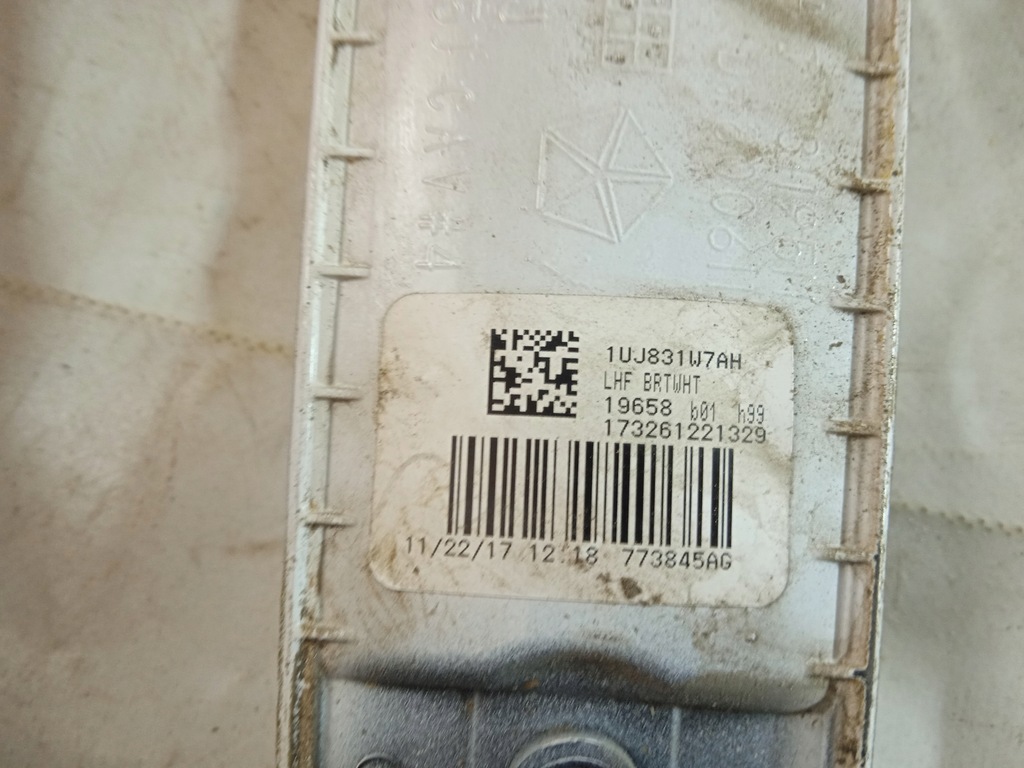 1UJ831W7AH
LHF BRTWHT
19658 b01 h99
173261221329
11/22/17 12:18 773845AG